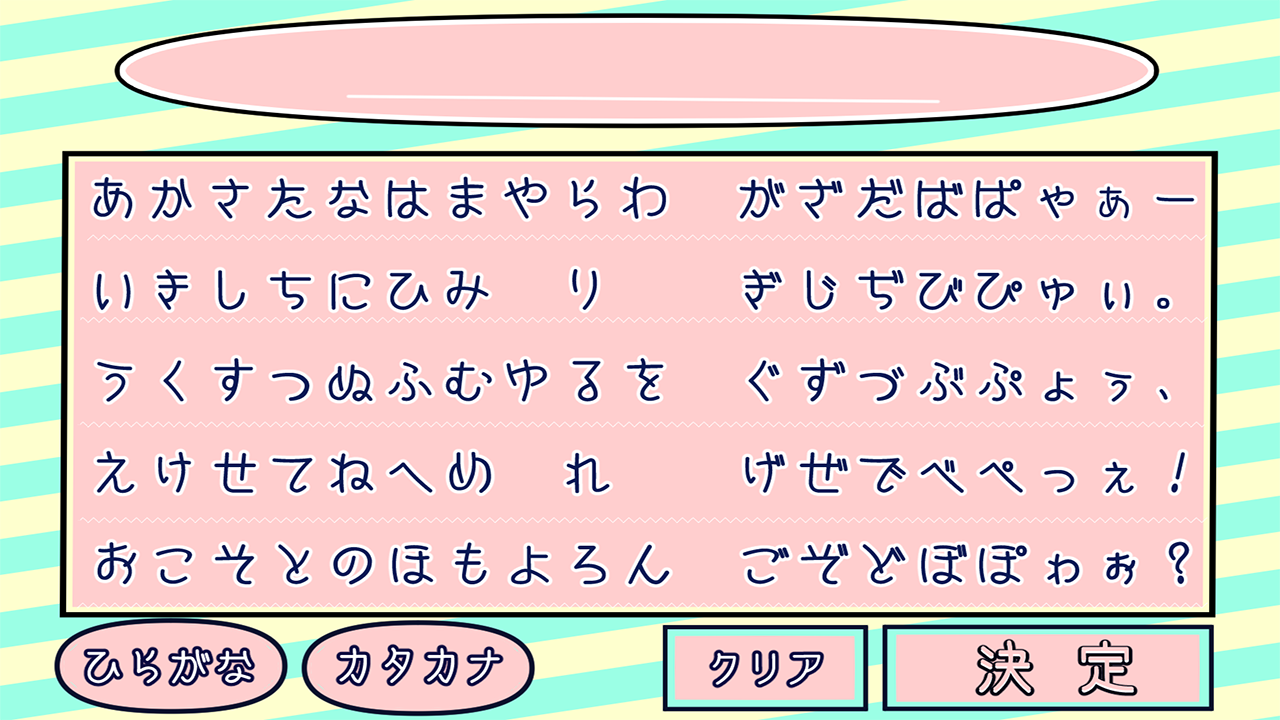 あかさたなはまやらわ　がざだばぱゃぁー
いきしちにひみ　り　　ぎじぢびぴゅぃ。
うくすつぬふむゆるを　ぐずづぶぷょぅ、
えけせてねへめ　れ　　げぜでべぺっぇ！
おこそとのほもよろん　ごぞどぼぽゎぉ？
ひらがな　カタカナ　クリア　決定